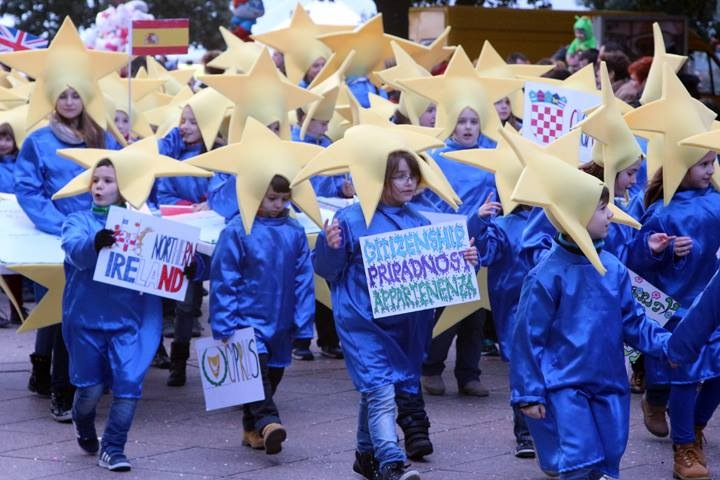 NORTHERN
IRELAND
CYPRUS
CITIZENSHIP
PRIPADNOST
APPARTENENZA